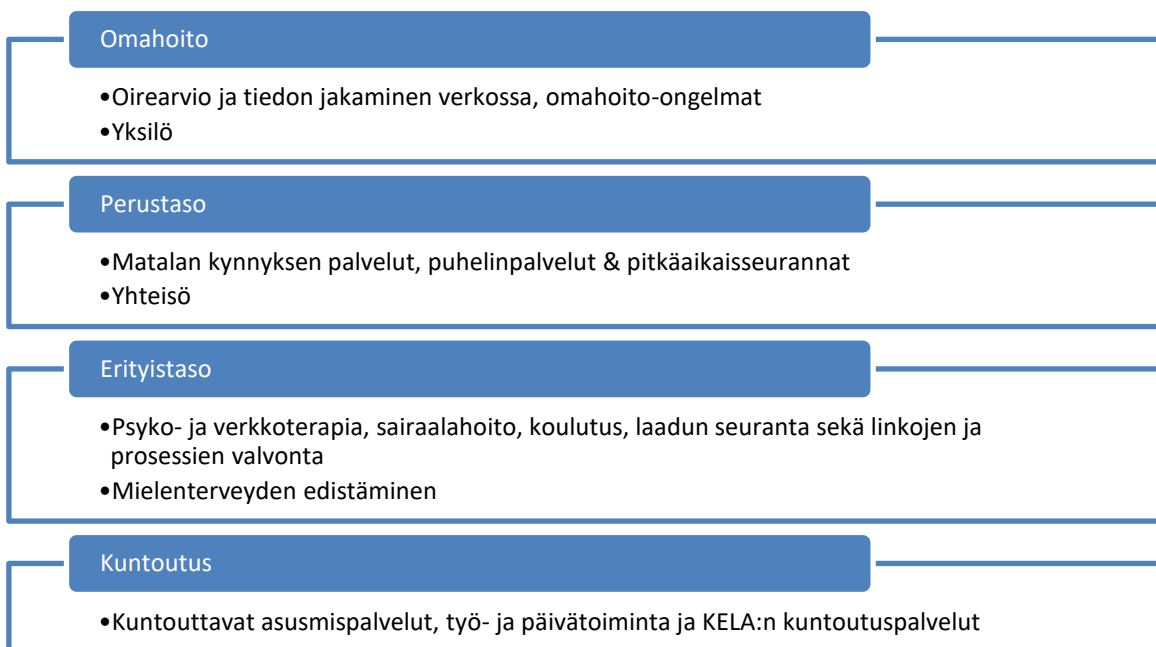 Omahoito
•Oirearvio ja tiedon jakaminen verkossa, omahoito-ongelmat
•Yksilö
Perustaso
•Matalan kynnyksen palvelut, puhelinpalvelut & pitkäaikaisseurannat
•Yhteisö
Erityistaso
•Psyko- ja verkkoterapia, sairaalahoito, koulutus, laadun seuranta sekä linkojen ja
prosessien valvonta
•Mielenterveyden edistäminen
Kuntoutus
•Kuntouttavat asusmispalvelut, työ- ja päivätoiminta ja KELA:n kuntoutuspalvelut